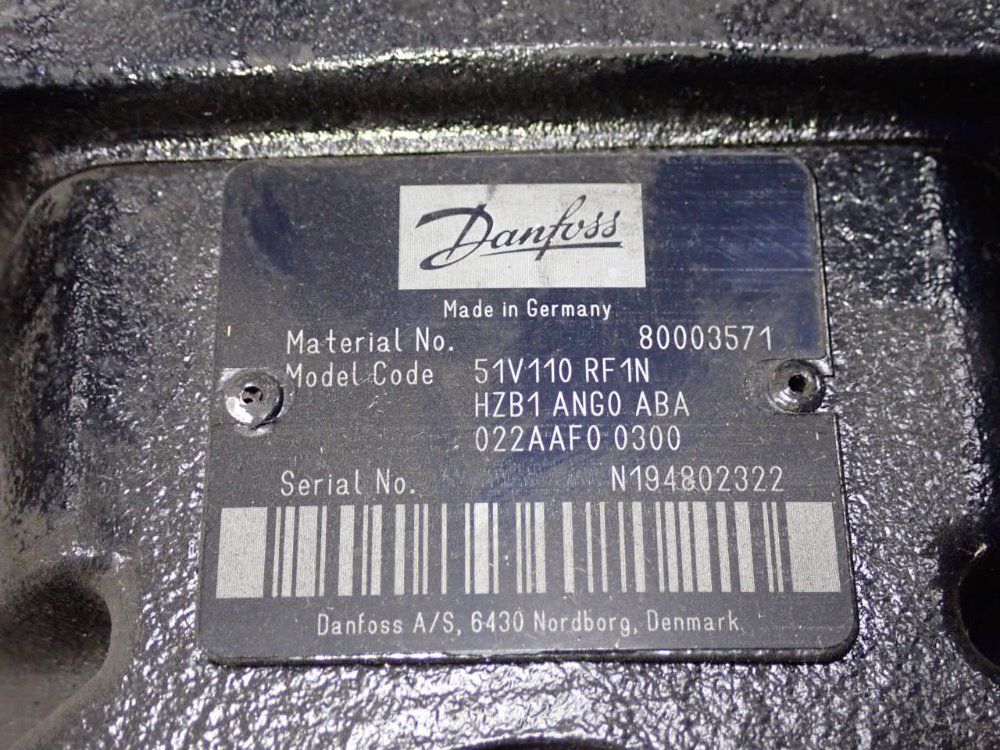 Danfoss
Made in Germany
Material No. 80003571
Model Code 51V110 RF1N
HZB1 ANG0 ABA
022AAF0 0300
Serial No. N194802322
Danfoss A/S, 6430 Nordborg, Denmark